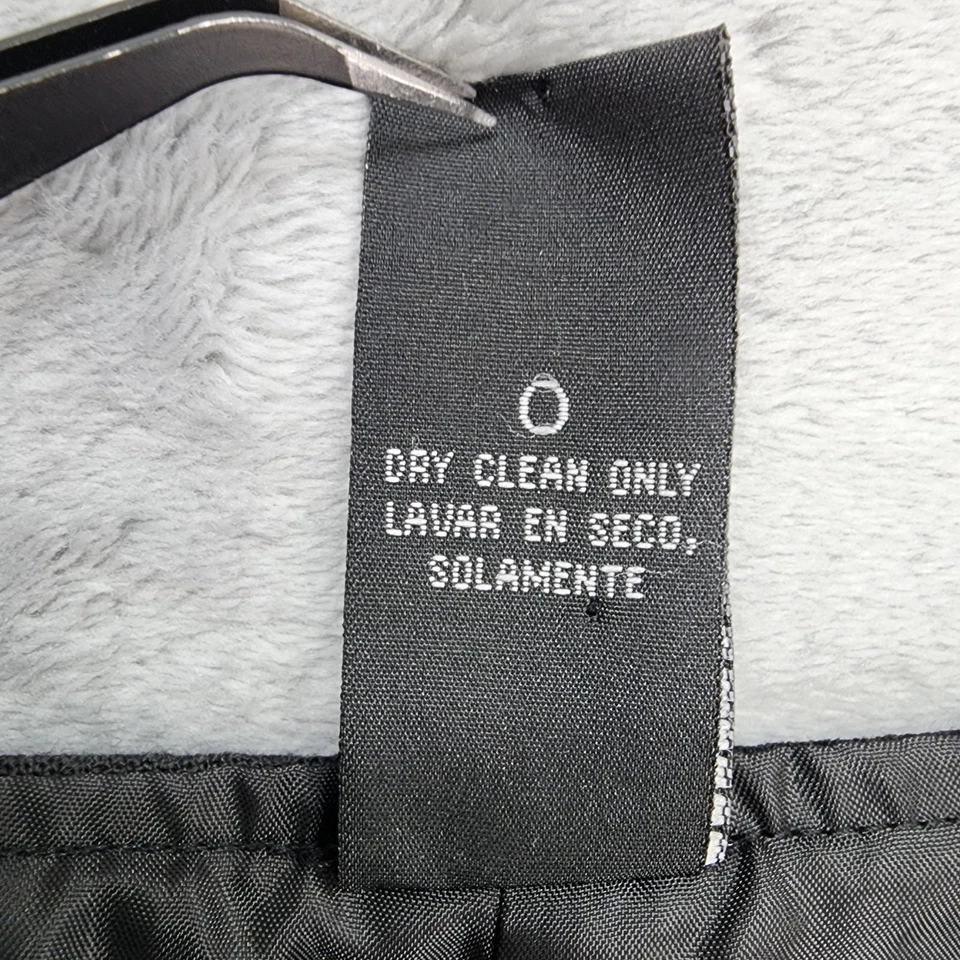 DRY CLEAN ONLY
LAVAR EN SECO,
SOLAMENTE